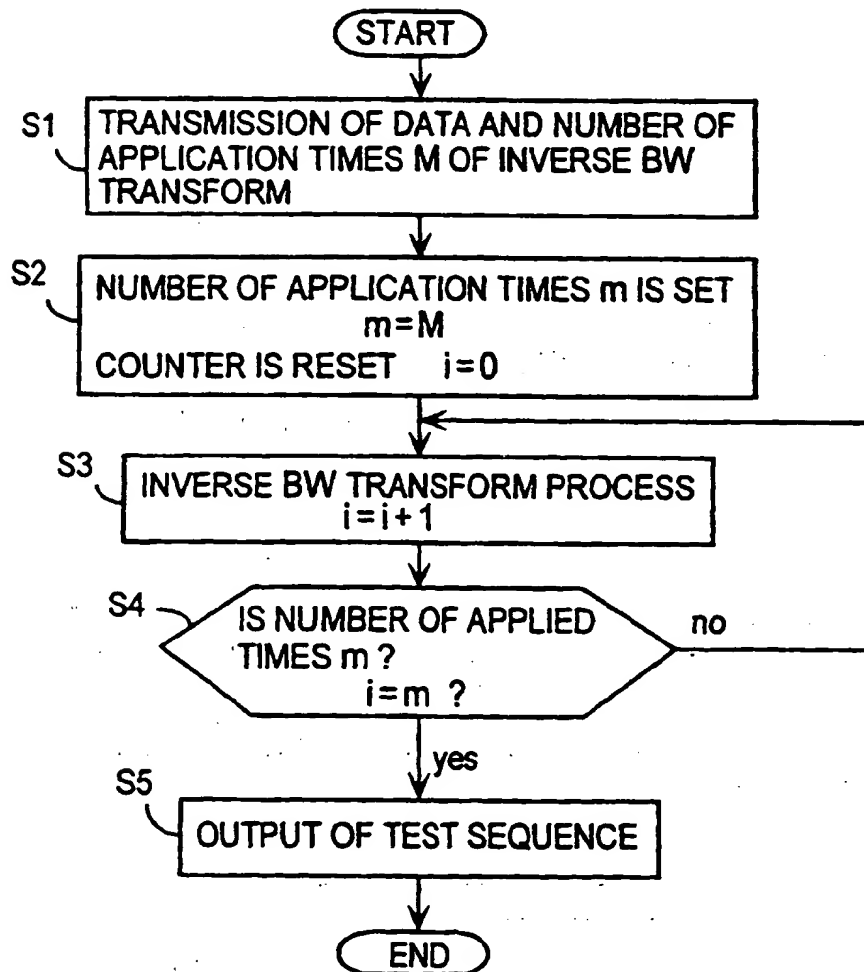 START
S1
TRANSMISSION OF DATA AND NUMBER OF
APPLICATION TIMES M OF INVERSE BW
TRANSFORM
S2
NUMBER OF APPLICATION TIMES m IS SET
m=M
COUNTER IS RESET i=0
S3
INVERSE BW TRANSFORM PROCESS
i=i+1
S4
IS NUMBER OF APPLIED
TIMES m ?
i=m ?
no
yes
S5
OUTPUT OF TEST SEQUENCE
END